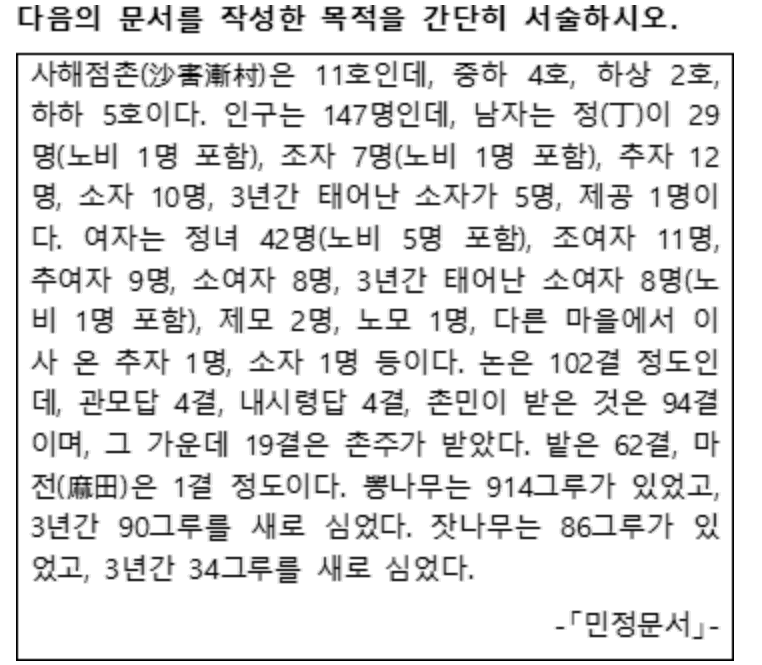 다음의 문서를 작성한 목적을 간단히 서술하시오.
사해점촌(沙害漸村)은 11호인데, 중하 4호, 하상 2호,
하하 5호이다. 인구는 147명인데, 남자는 정(丁)이 29
명(노비 1명 포함), 조자 7명(노비 1명 포함), 추자 12
명, 소자 10명, 3년간 태어난 소자가 5명, 제공 1명이
다. 여자는 정녀 42명(노비 5명 포함), 조여자 11명,
추여자 9명, 소여자 8명, 3년간 태어난 소여자 8명(노
비 1명 포함), 제모 2명, 노모 1명, 다른 마을에서 이
사 온 추자 1명, 소자 1명 등이다. 논은 102결 정도인
데, 관모답 4결, 내시령답 4결, 촌민이 받은 것은 94결
이며, 그 가운데 19결은 촌주가 받았다. 밭은 62결, 마
전(麻田)은 1결 정도이다. 뽕나무는 914그루가 있었고,
3년간 90그루를 새로 심었다. 잣나무는 86그루가 있
었고, 3년간 34그루를 새로 심었다.
-「민정문서」-